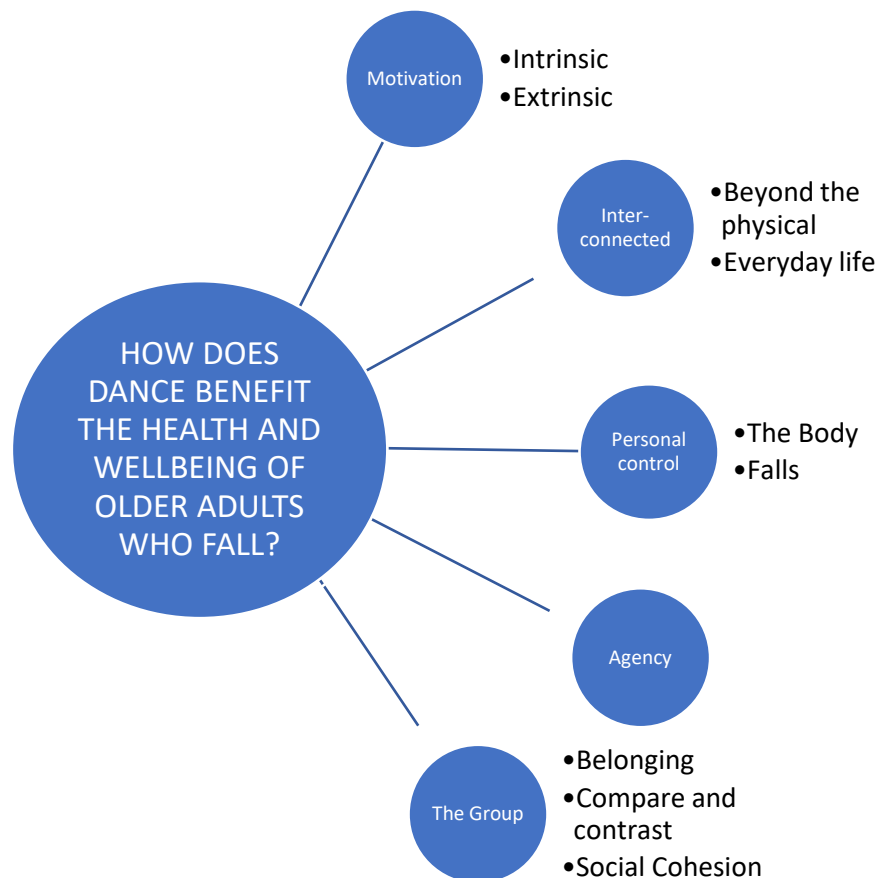 Motivation
•Intrinsic
•Extrinsic
Inter-
connected
•Beyond the
physical
•Everyday life
HOW DOES
DANCE BENEFIT
THE HEALTH AND
WELLBEING OF
OLDER ADULTS
WHO FALL?
Personal
control
•The Body
•Falls
Agency
The Group
•Belonging
•Compare and
contrast
•Social Cohesion